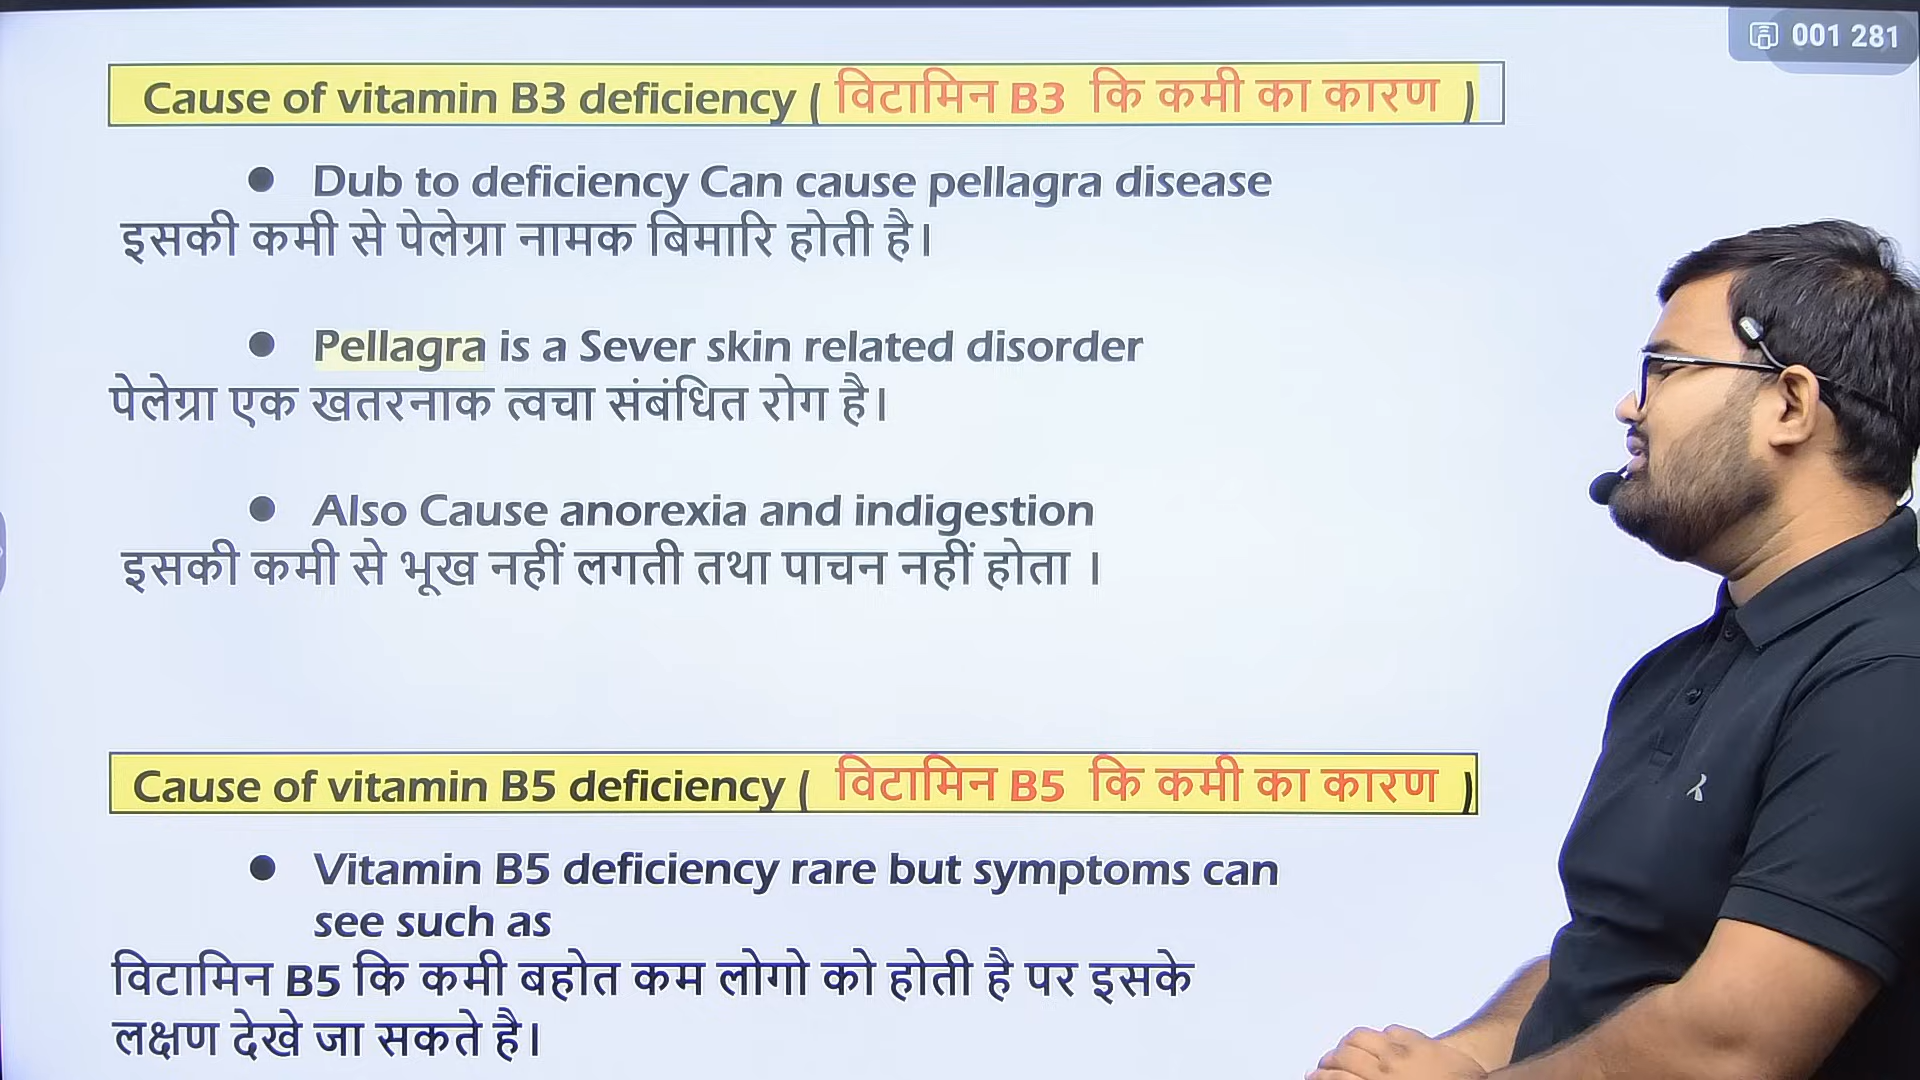 001 281
Cause of vitamin B3 deficiency ( विटामिन B3 कि कमी का कारण )
● Dub to deficiency Can cause pellagra disease
इसकी कमी से पेलेग्रा नामक बिमारि होती है।
● Pellagra is a Sever skin related disorder
पेलेग्रा एक खतरनाक त्वचा संबंधित रोग है।
● Also Cause anorexia and indigestion
इसकी कमी से भूख नहीं लगती तथा पाचन नहीं होता ।
Cause of vitamin B5 deficiency ( विटामिन B5 कि कमी का कारण )
● Vitamin B5 deficiency rare but symptoms can
see such as
विटामिन B5 कि कमी बहोत कम लोगो को होती है पर इसके
लक्षण देखे जा सकते है।